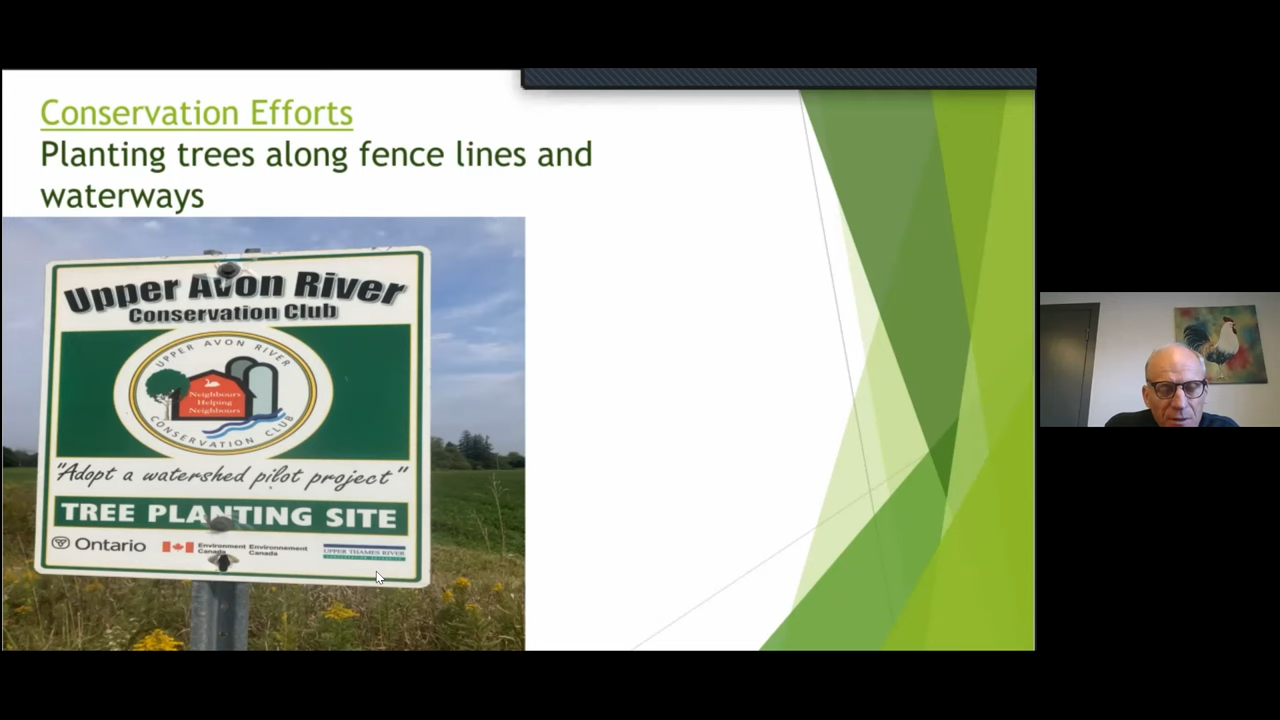 Conservation Efforts
Planting trees along fence lines and
waterways
Upper Avon River
Conservation Club
UPPER AVON RIVER
Neighbours
Helping
Neighbours
CONSERVATION CLUB
"Adopt a watershed pilot project"
TREE PLANTING SITE
Ontario
Environment Environnement
Canada Canada
UPPER THAMES RIVER